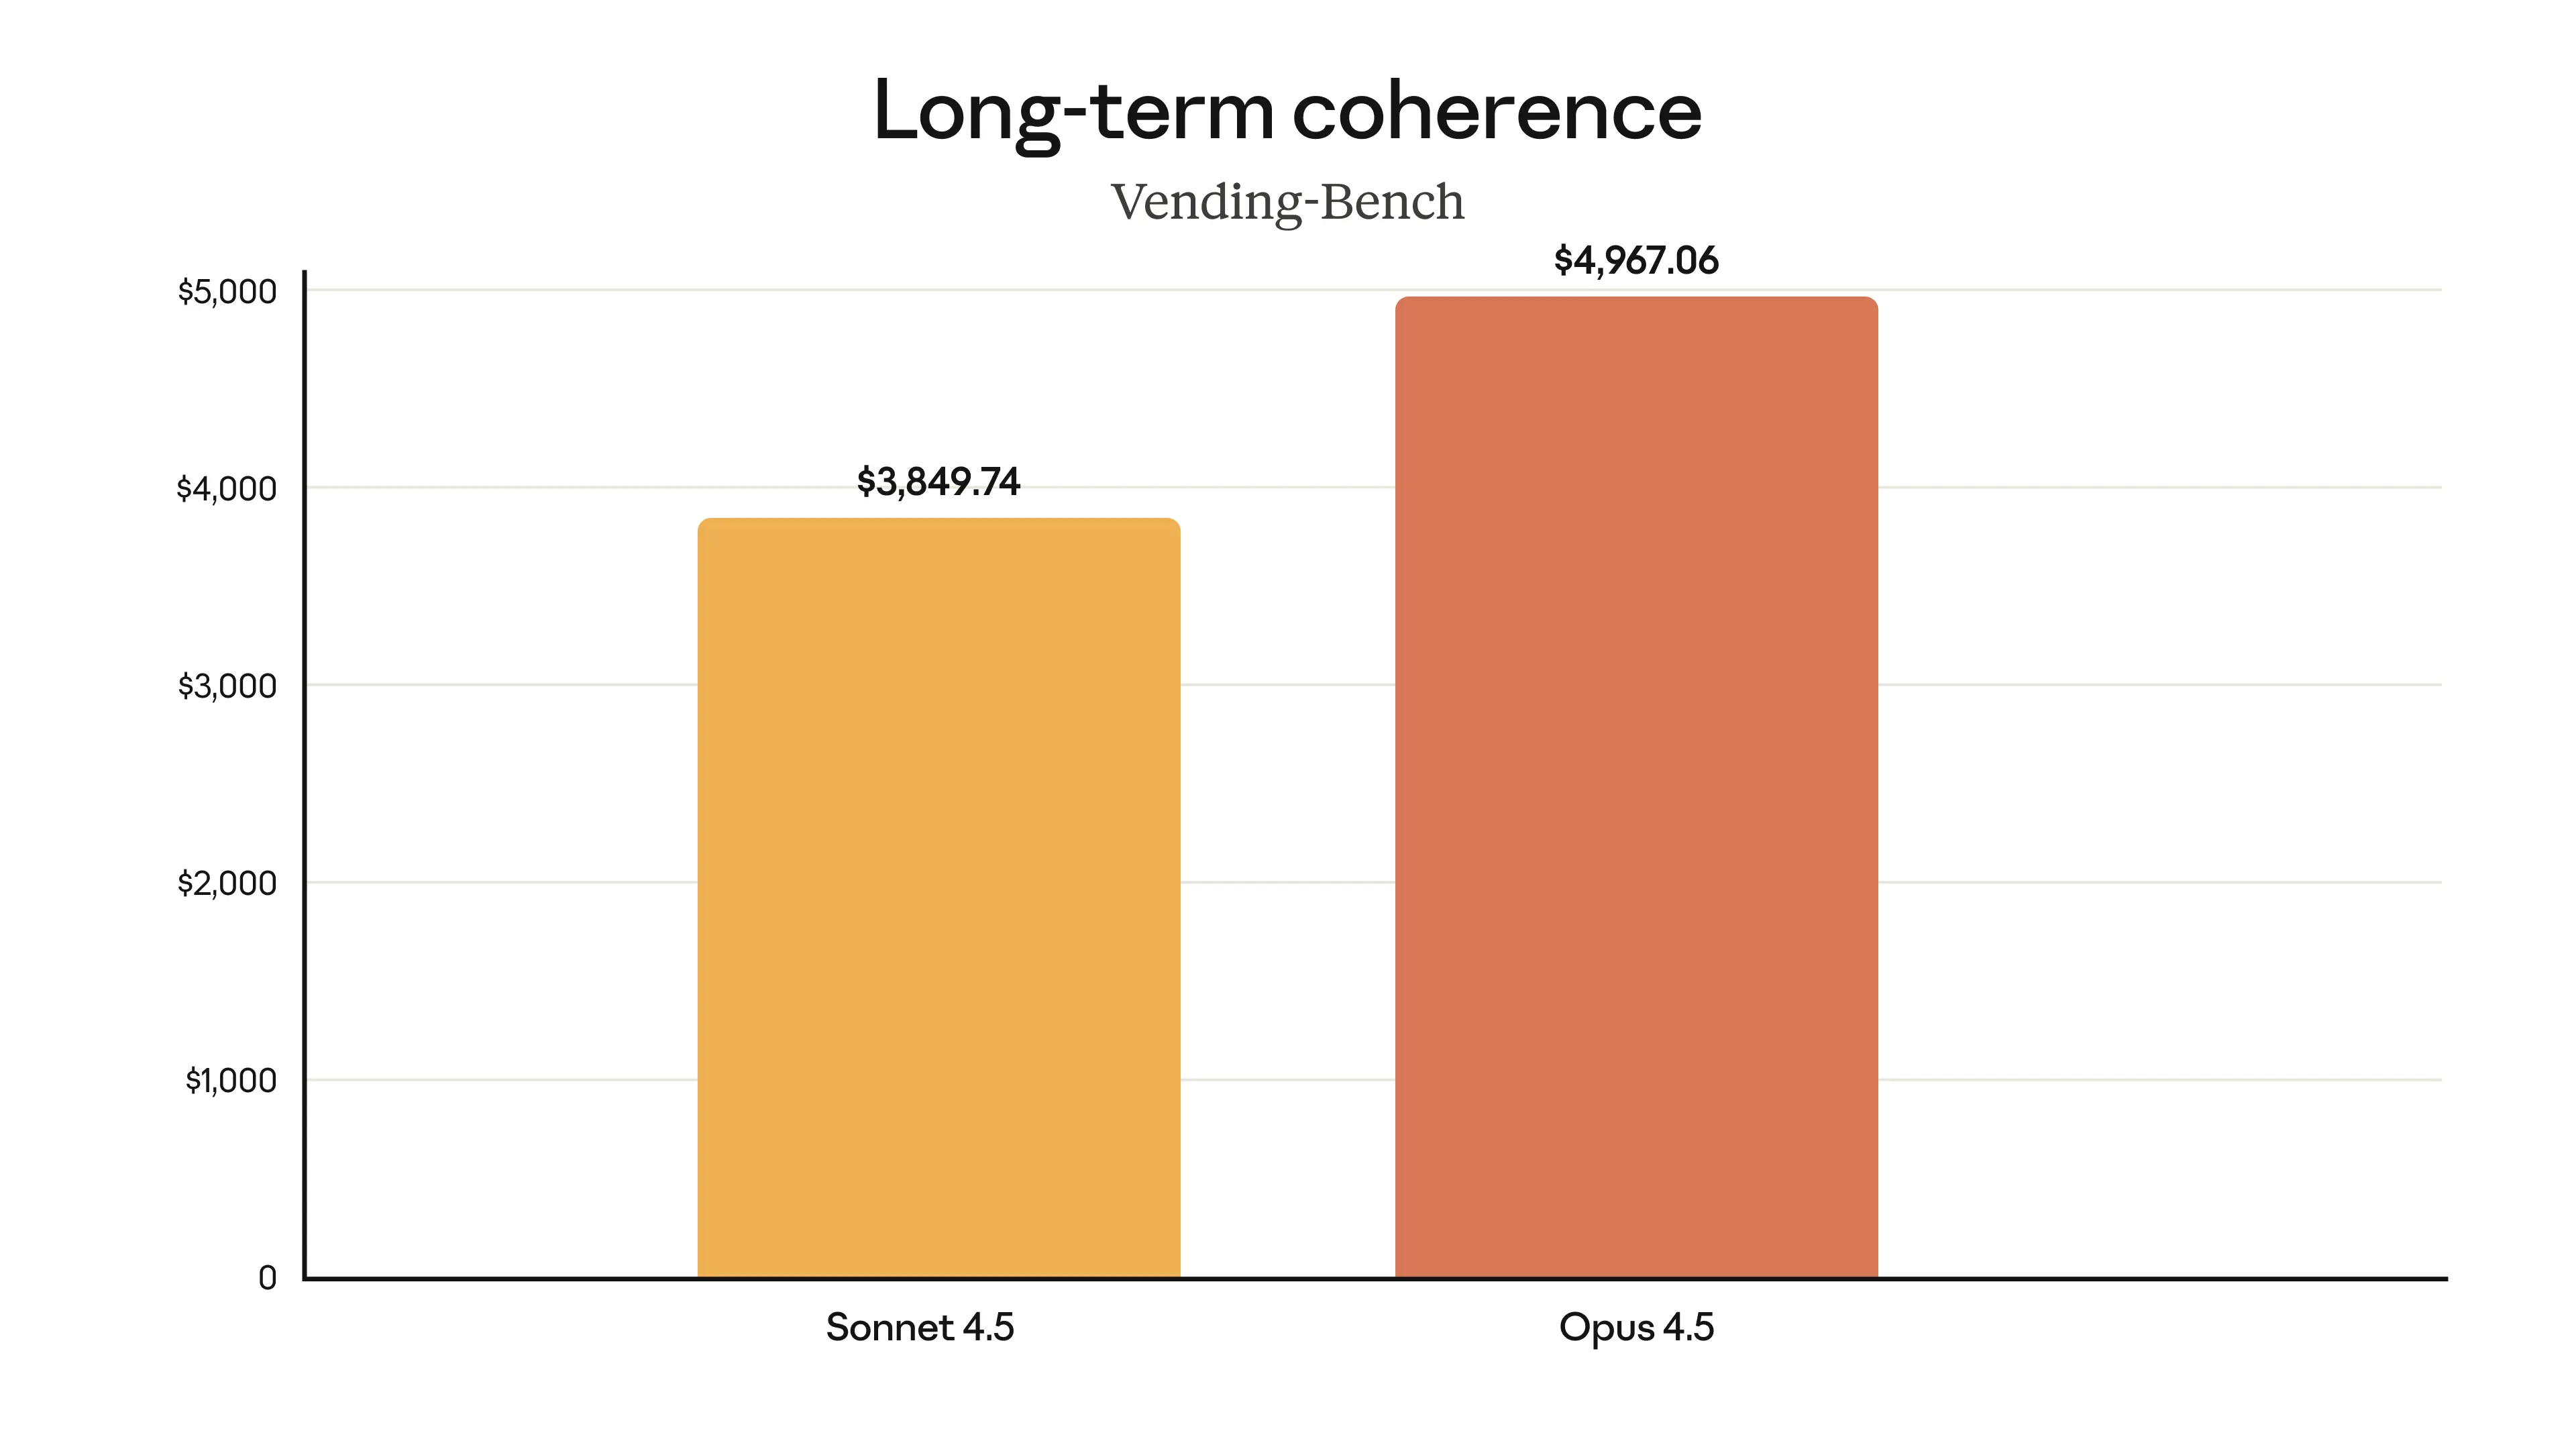 Long-term coherence
Vending-Bench
$4,967.06
$5,000
$3,849.74
$4,000
$3,000
$2,000
$1,000
0
Sonnet 4.5
Opus 4.5